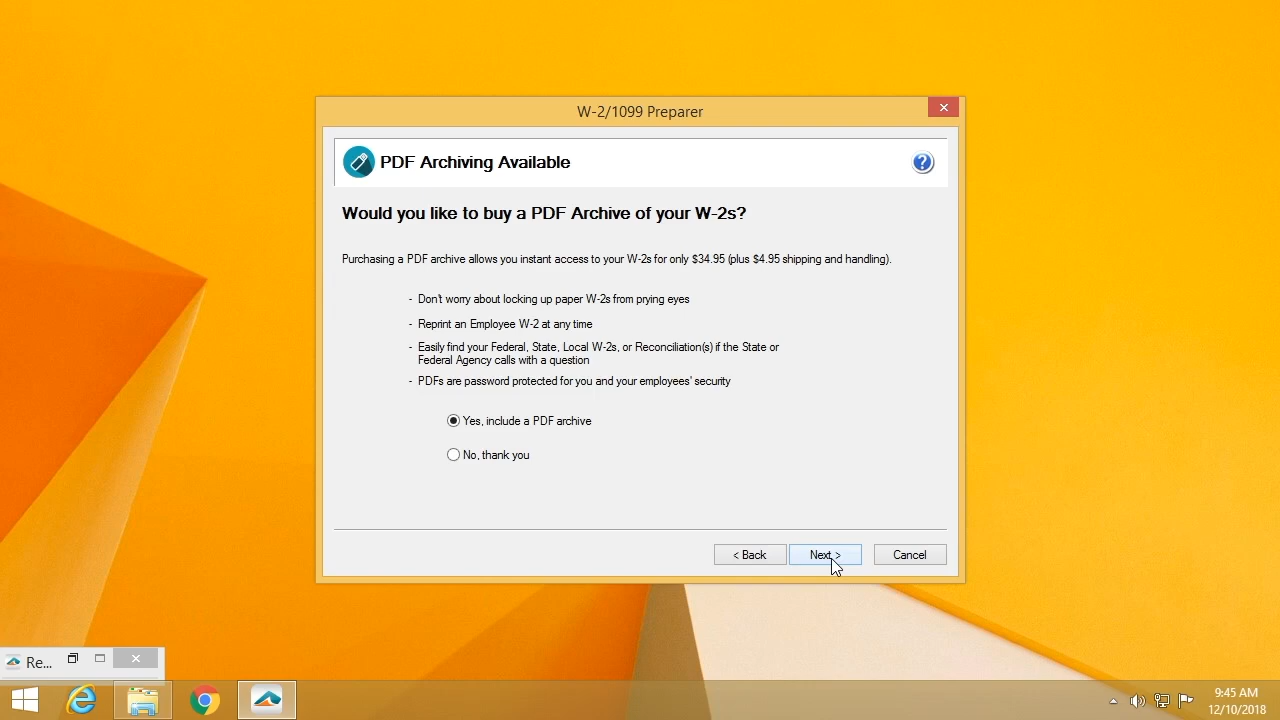 W-2/1099 Preparer
PDF Archiving Available
Would you like to buy a PDF Archive of your W-2s?
Purchasing a PDF archive allows you instant access to your W-2s for only $34.95 (plus $4.95 shipping and handling).
- Don't worry about locking up paper W-2s from prying eyes
- Reprint an Employee W-2 at any time
- Easily find your Federal, State, Local W-2s, or Reconciliation(s) if the State or
Federal Agency calls with a question
- PDFs are password protected for you and your employees' security
Yes, include a PDF archive
No, thank you
< Back
Next >
Cancel
Re...
9:45 AM
12/10/2018